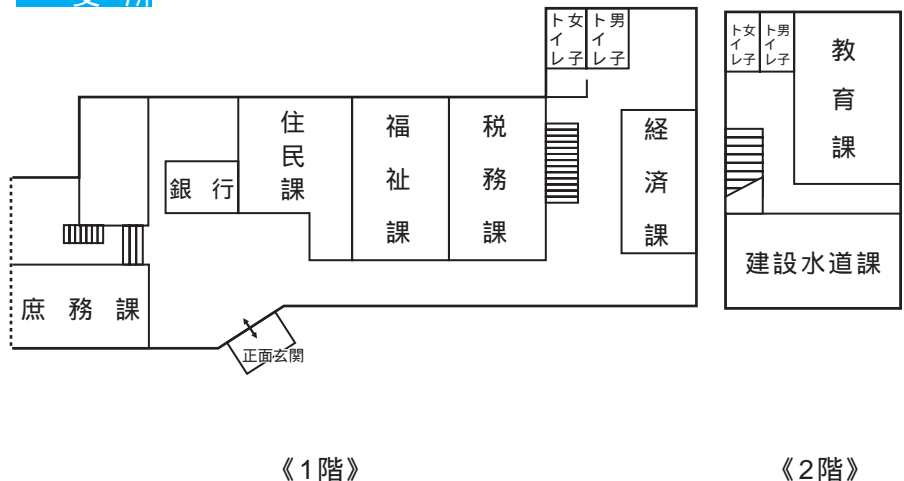 女子トイレ
男子トイレ
住民課
福祉課
税務課
経済課
銀行
庶務課
正面玄関
《1階》
女子トイレ
男子トイレ
教育課
建設水道課
《2階》